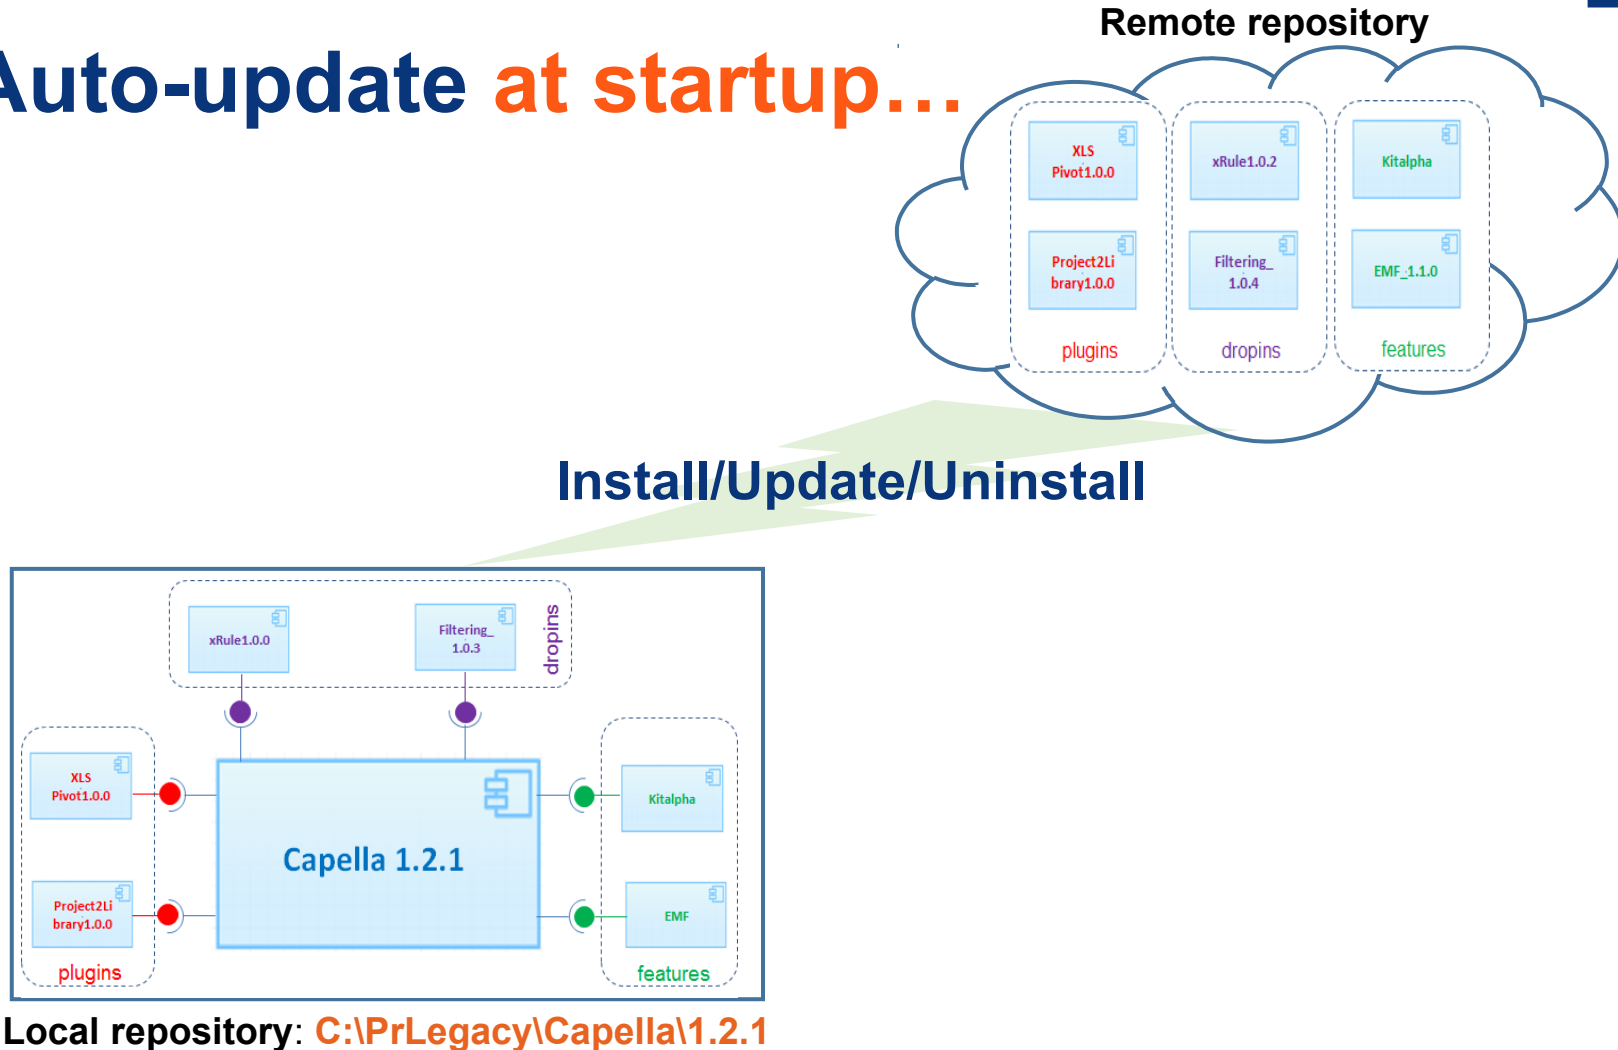 Remote repository
Auto-update at startup...
XLS
Pivot1.0.0
xRule1.0.2
Kitalpha
Project2Li
brary1.0.0
Filtering_
1.0.4
EMF_1.1.0
plugins
dropins
features
Install/Update/Uninstall
xRule1.0.0
Filtering_
1.0.3
dropins
XLS
Pivot1.0.0
Kitalpha
Capella 1.2.1
Project2Li
brary1.0.0
EMF
plugins
features
Local repository: C:\PrLegacy\Capella\1.2.1